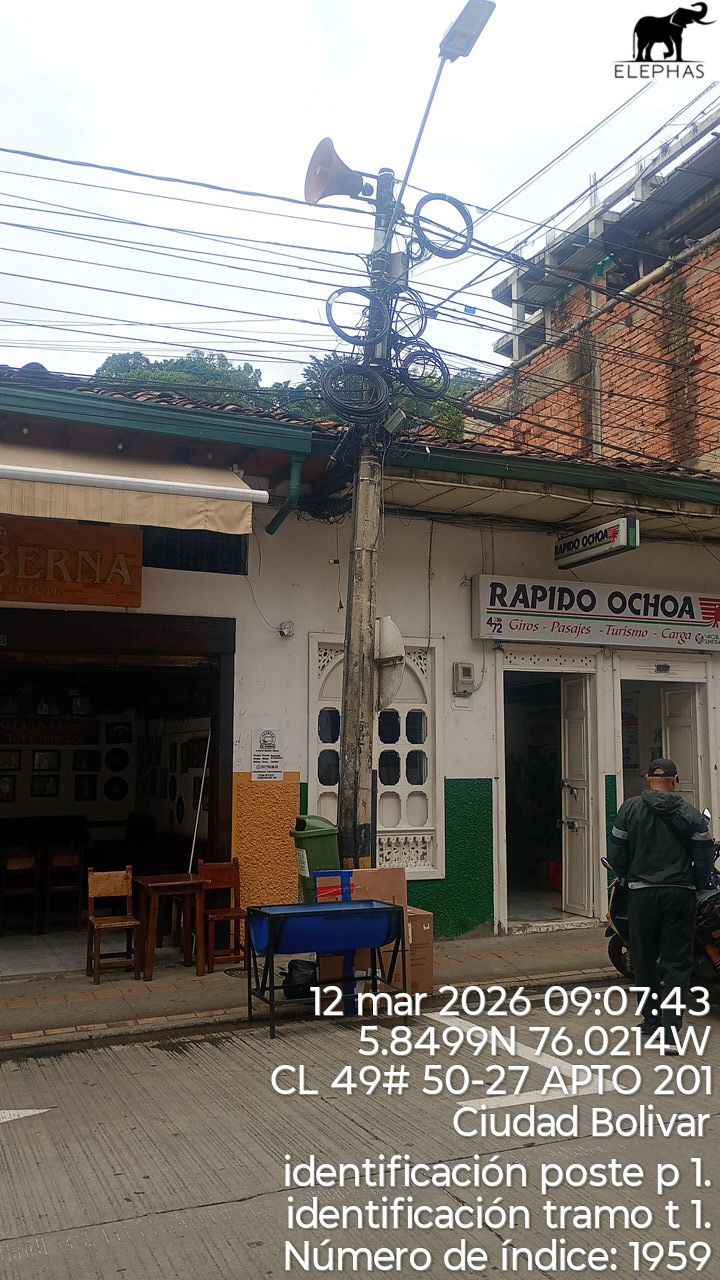 ELEPHAS
BERNA
RAPIDO OCHOA
RAPIDO OCHOA
472
Giros - Pasajes - Turismo - Carga
12 mar 2026 09:07:43
5.8499N 76.0214W
CL 49# 50-27 APTO 201
Ciudad Bolivar
identificación poste p 1.
identificación tramo t 1.
Número de índice: 1959